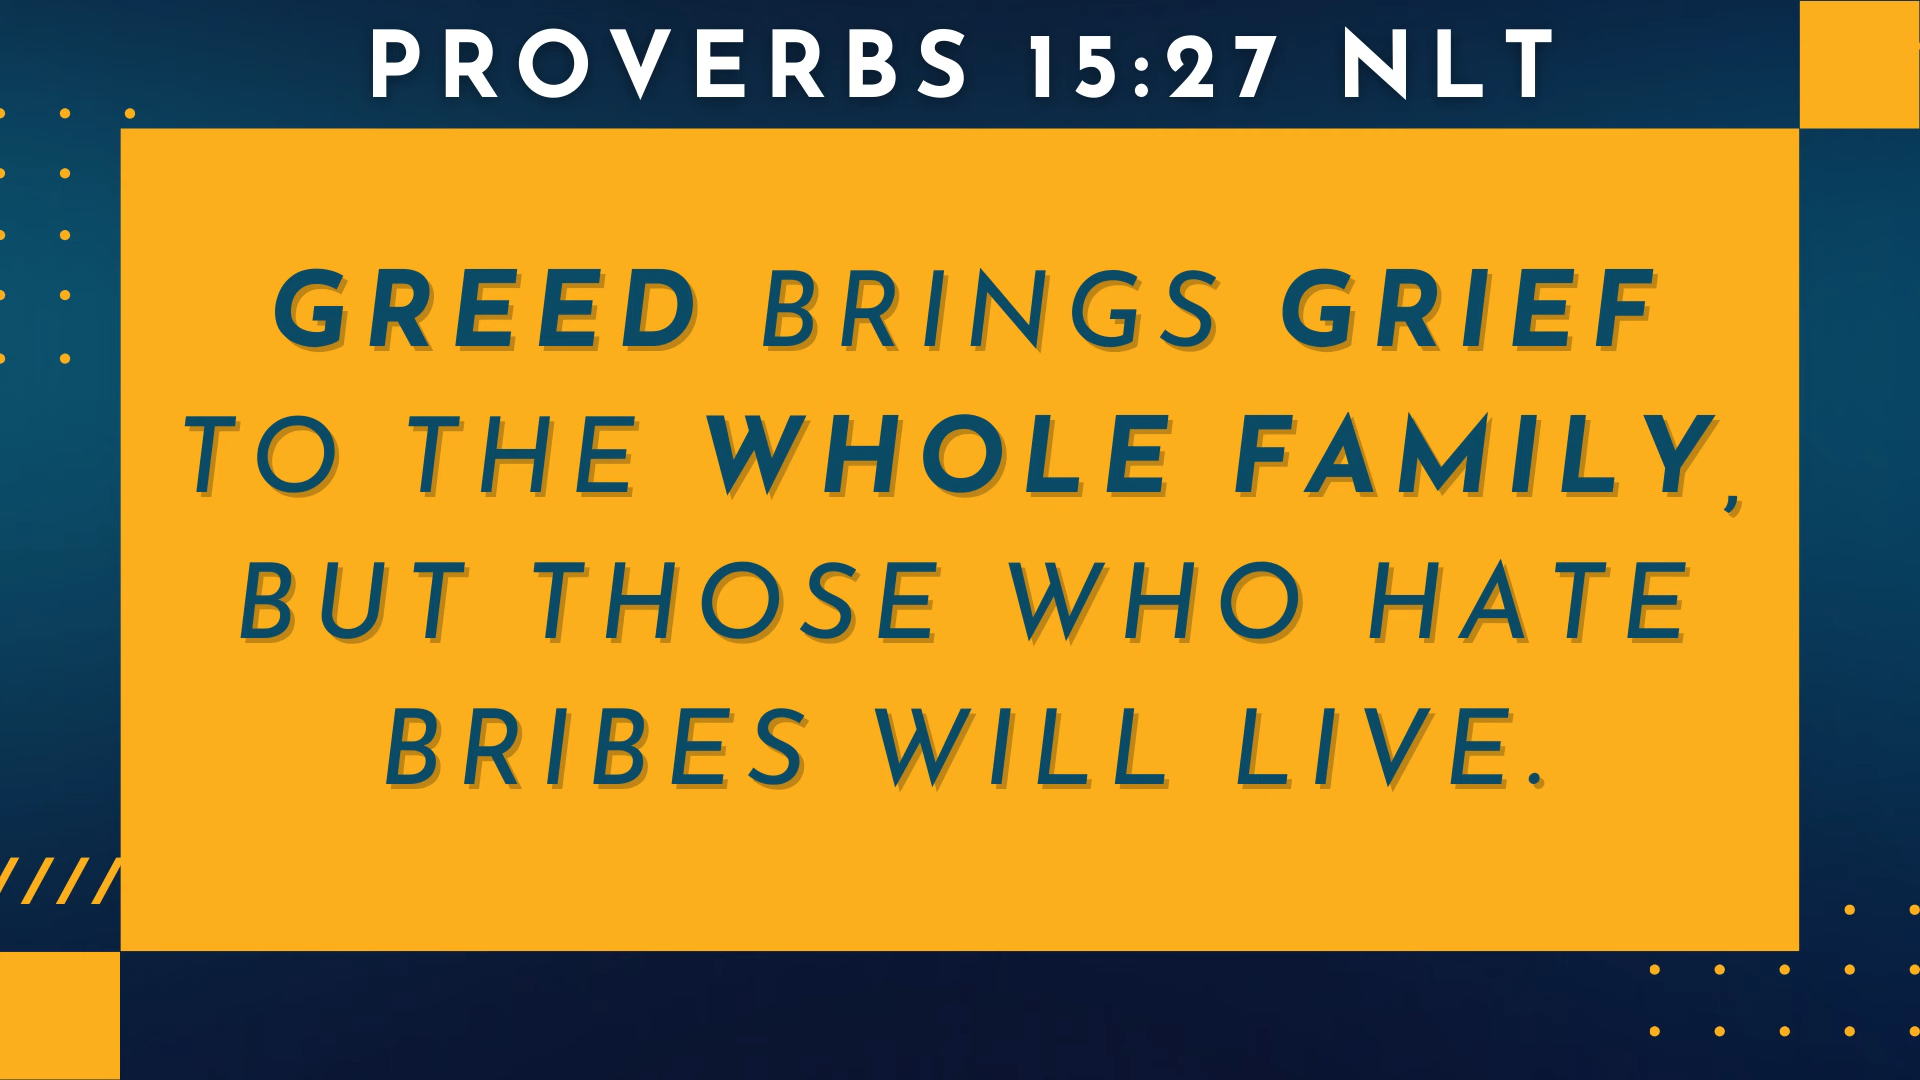 PROVERBS 15:27 NLT
GREED BRINGS GRIEF
TO THE WHOLE FAMILY,
BUT THOSE WHO HATE
BRIBES WILL LIVE.